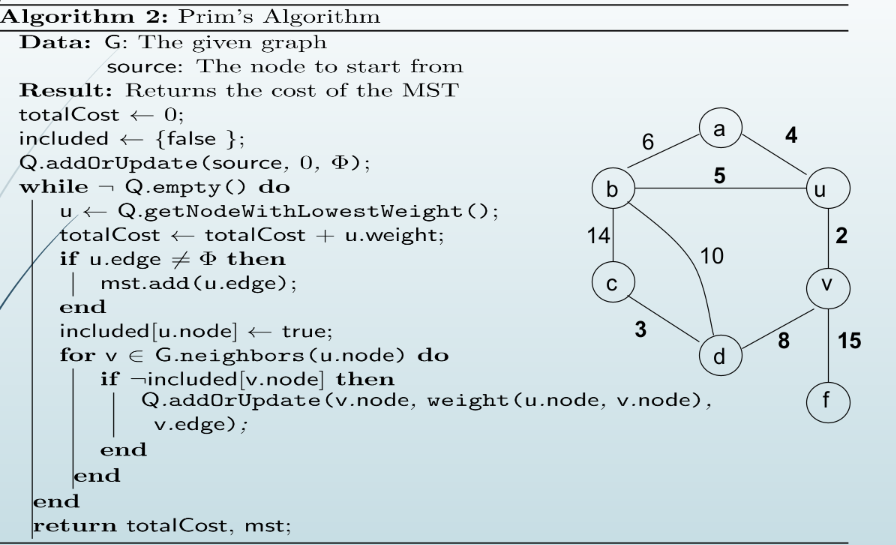 Algorithm 2: Prim's Algorithm
Data: G: The given graph
source: The node to start from
Result: Returns the cost of the MST
totalCost ← 0;
included ← {false };
Q.addOrUpdate(source, 0, Φ);
while ¬ Q.empty() do
u ← Q.getNodeWithLowestWeight();
totalCost ← totalCost + u.weight;
if u.edge ≠ Φ then
mst.add(u.edge);
end
included[u.node] ← true;
for v ∈ G.neighbors(u.node) do
if ¬included[v.node] then
Q.addOrUpdate(v.node, weight(u.node, v.node),
v.edge);
end
end
end
return totalCost, mst;
a
6
4
b
5
u
14
10
2
c
v
3
8
15
d
f